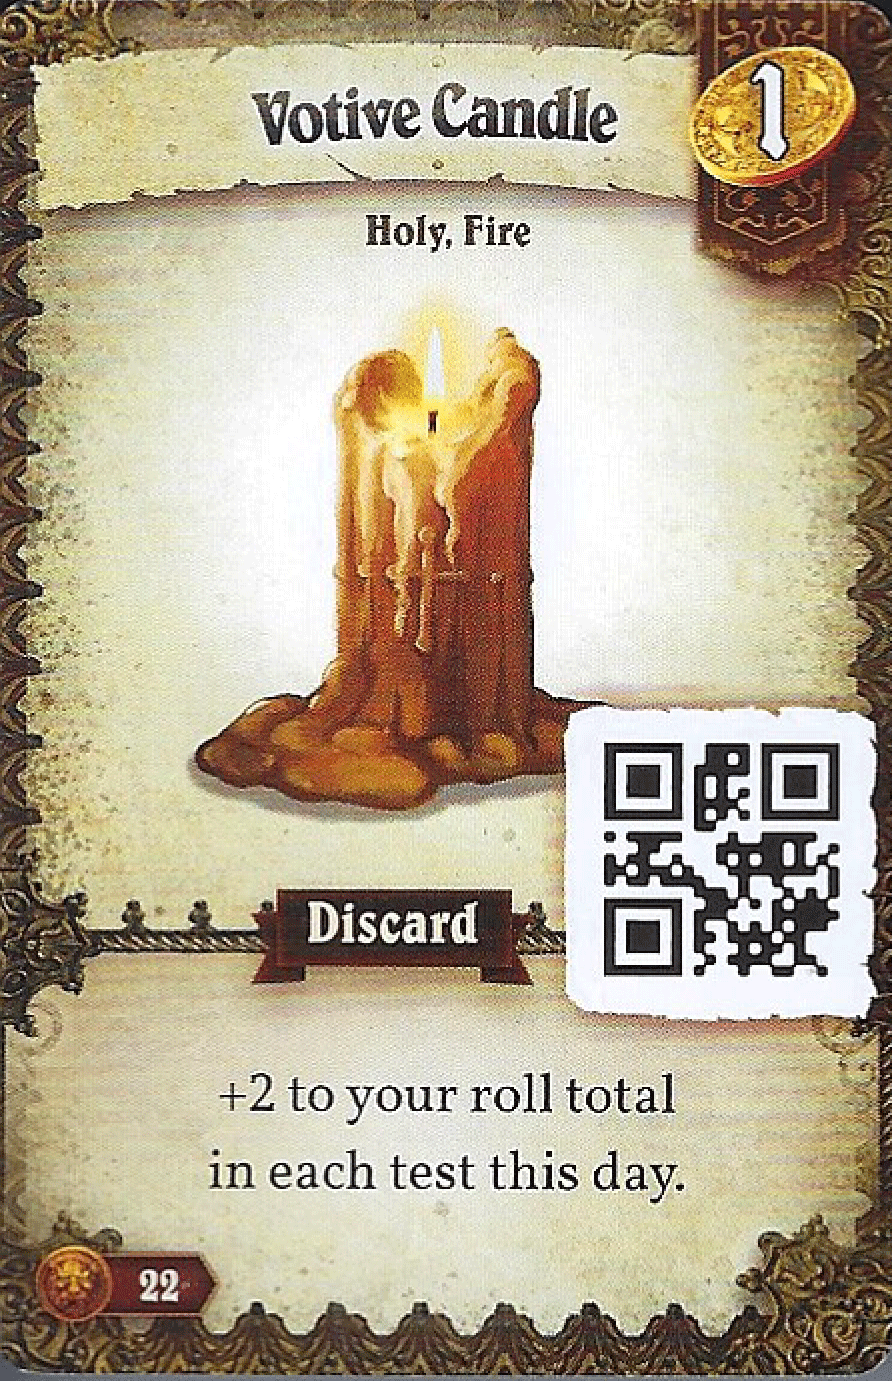 Votive Candle
1
Holy, Fire
Discard
+2 to your roll total
in each test this day.
22